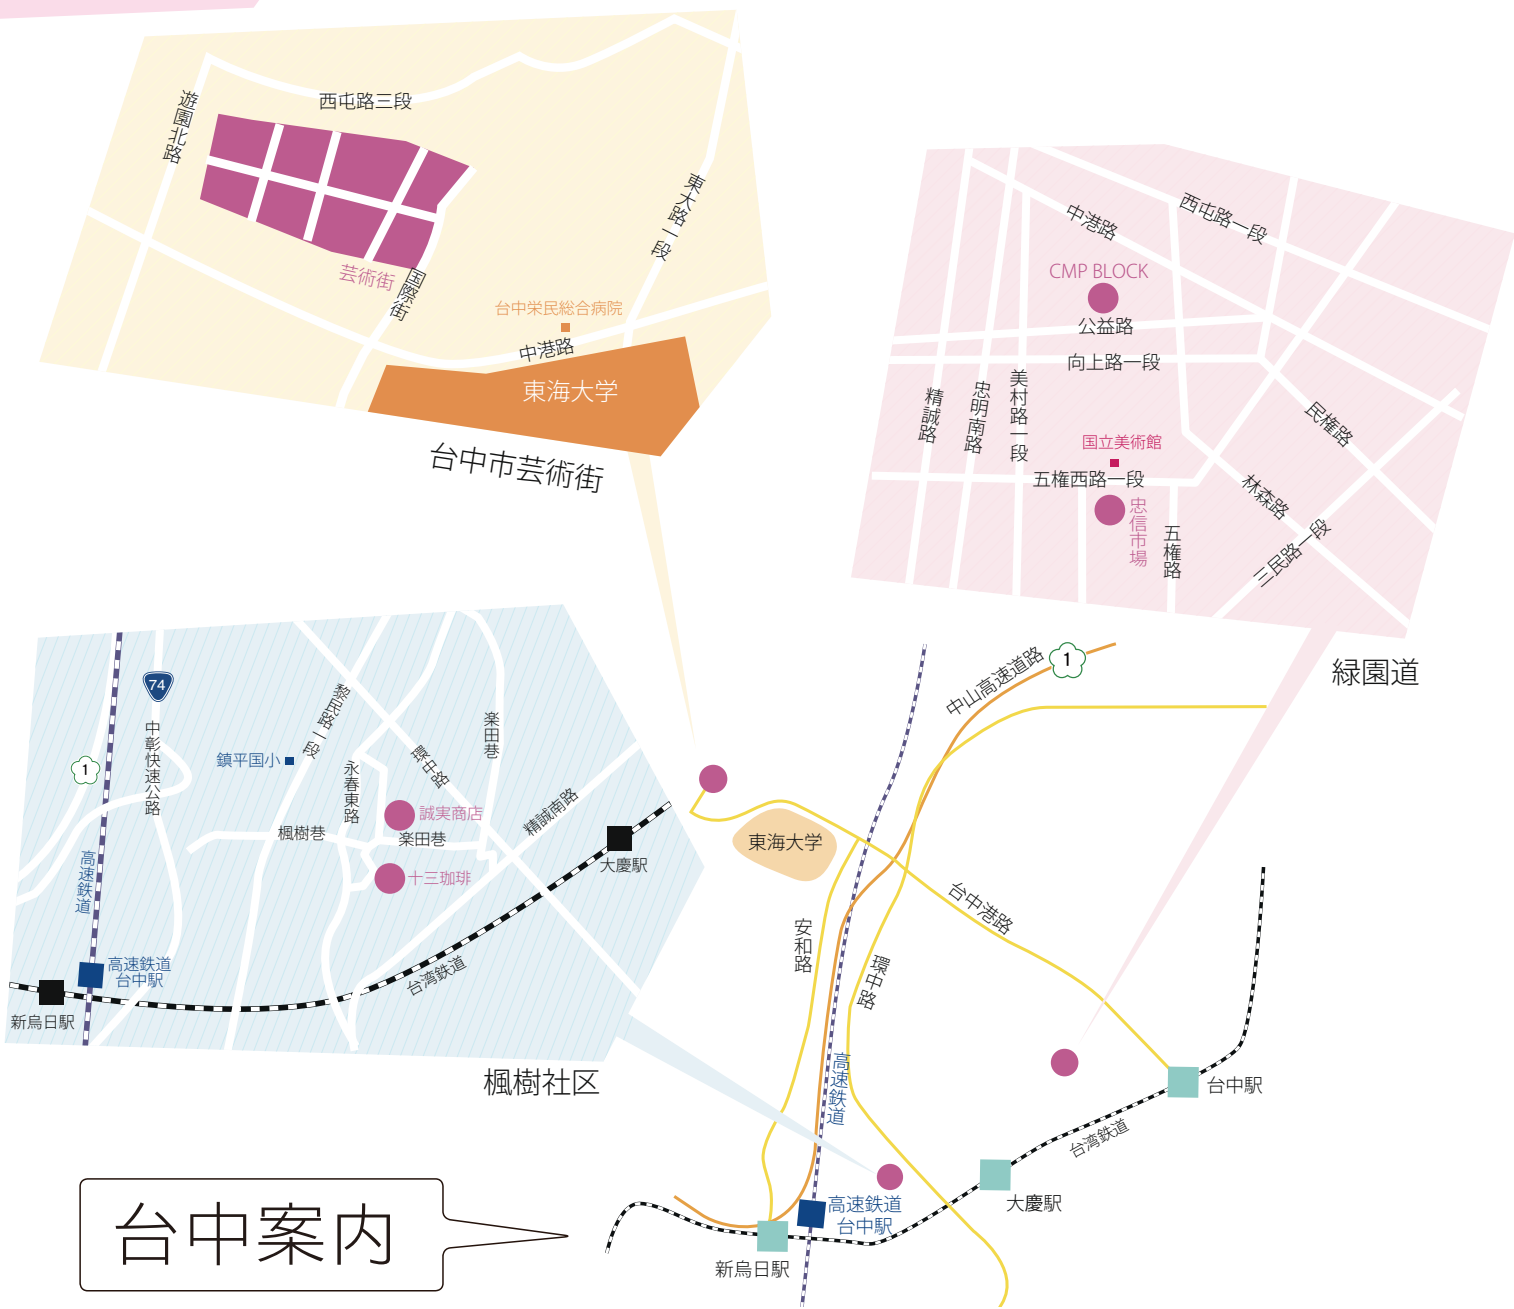 西屯路三段
遊園北路
東大路一段
芸術街
国際街
台中栄民総合病院
中港路
東海大学
台中市芸術街
西屯路一段
中港路
CMP BLOCK
公益路
向上路一段
精誠路
忠明南路
美村路一段
民権路
国立美術館
五権西路一段
林森路
忠信市場
五権路
三民路一段
緑園道
74
1
中彰快速公路
鎮平国小
黎民路一段
永春東路
環中路
楽田巷
誠実商店
楓樹巷
楽田巷
精誠南路
大慶駅
十三珈琲
高速鉄道
高速鉄道
台中駅
台湾鉄道
新烏日駅
楓樹社区
中山高速道路
1
東海大学
台中港路
安和路
環中路
高速鉄道
台中駅
台湾鉄道
大慶駅
高速鉄道
台中駅
新烏日駅
台中案内